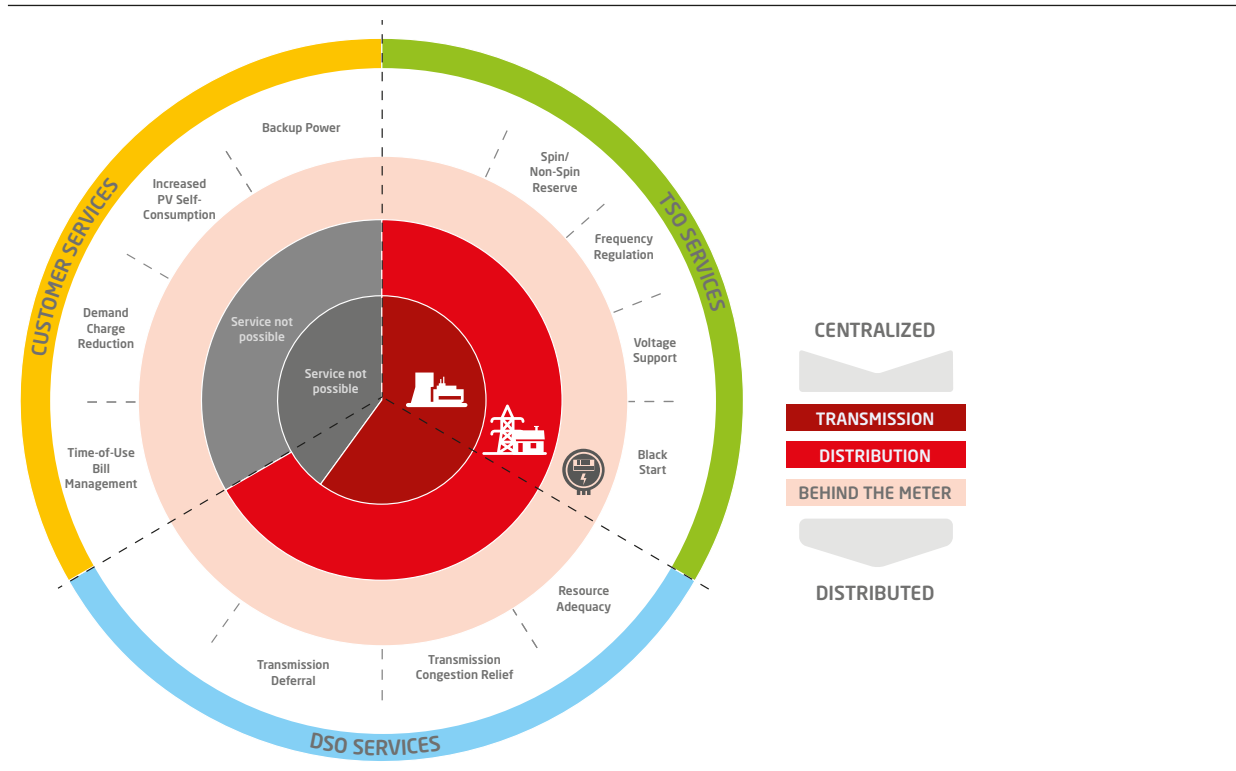 CUSTOMER SERVICES
TSO SERVICES
DSO SERVICES
Backup Power
Increased
PV Self-
Consumption
Demand
Charge
Reduction
Time-of-Use
Bill
Management
Spin/
Non-Spin
Reserve
Frequency
Regulation
Voltage
Support
Black
Start
Resource
Adequacy
Transmission
Congestion Relief
Transmission
Deferral
Service not
possible
Service not
possible
CENTRALIZED
TRANSMISSION
DISTRIBUTION
BEHIND THE METER
DISTRIBUTED